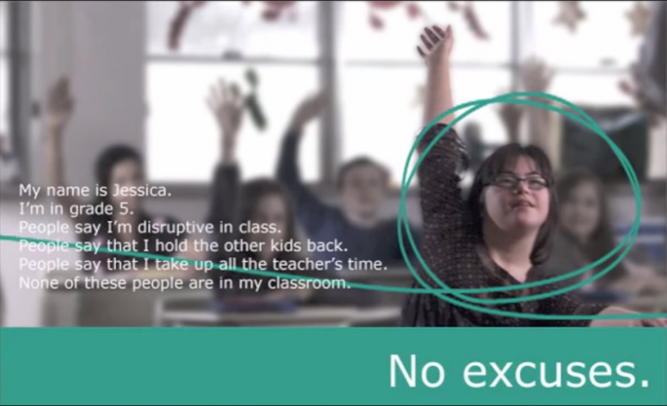 My name is Jessica.
I'm in grade 5.
People say I'm disruptive in class.
People say that I hold the other kids back.
People say that I take up all the teacher's time.
None of these people are in my classroom.
No excuses.